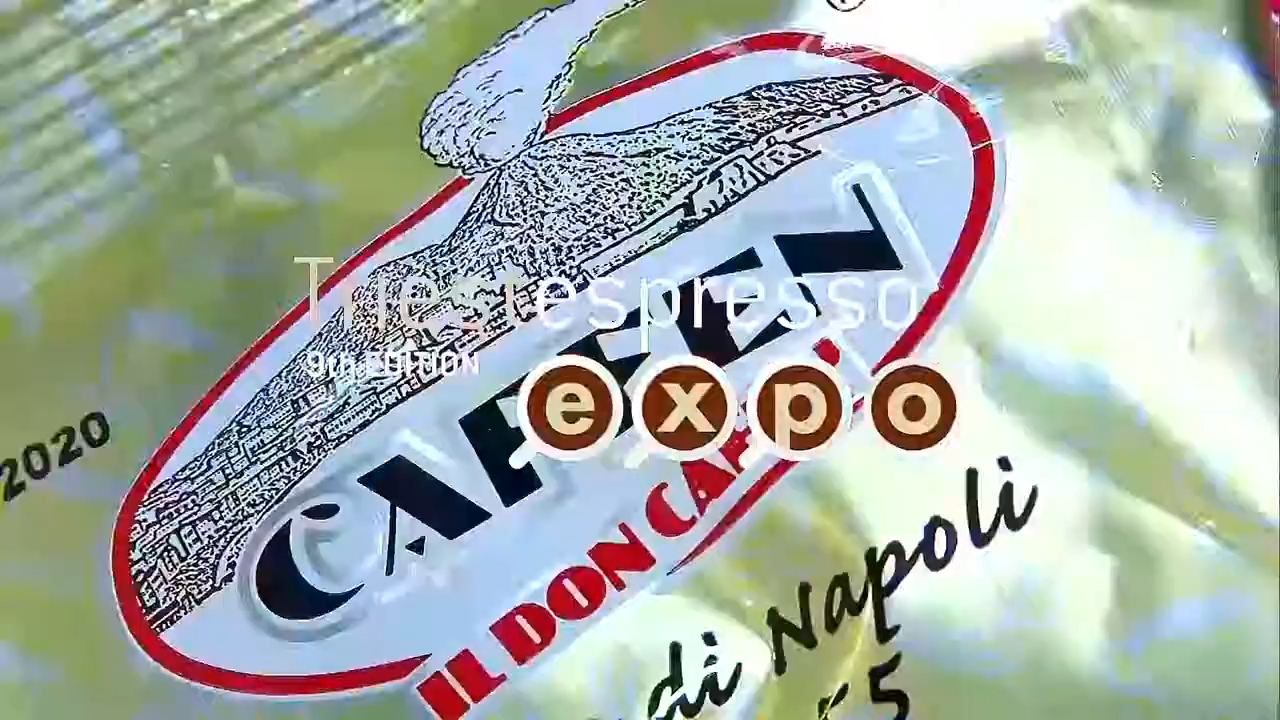 Triestespresso
9th EDITION
expo
2020
CAFFEN
IL DON CAFFÈ
di Napoli